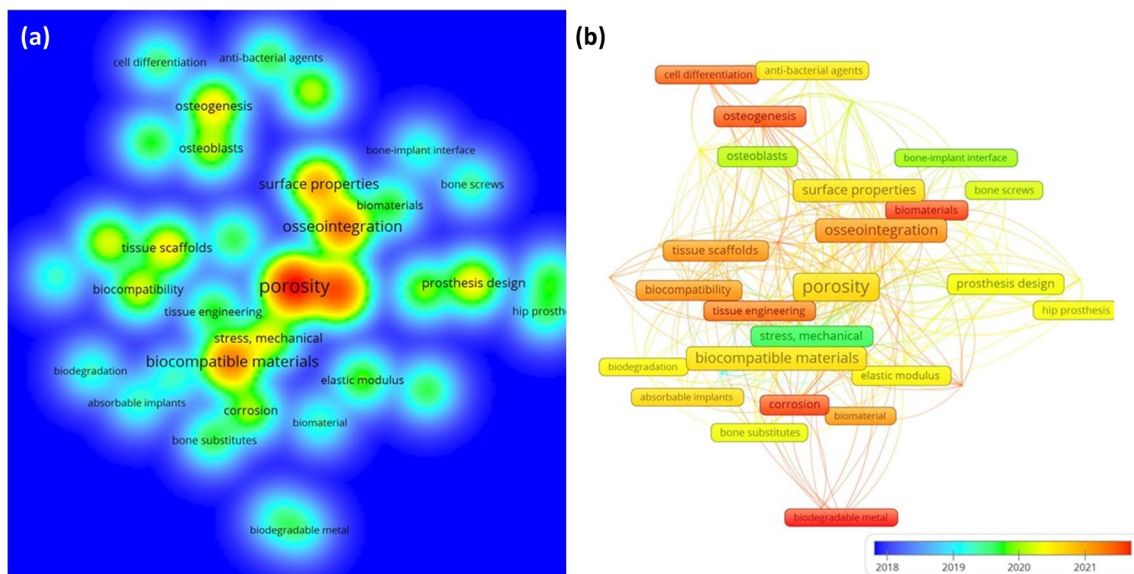 (a)
cell differentiation
anti-bacterial agents
osteogenesis
osteoblasts
bone-implant interface
surface properties
bone screws
biomaterials
osseointegration
tissue scaffolds
porosity
prosthesis design
biocompatibility
tissue engineering
hip prosthe
stress, mechanical
biocompatible materials
biodegradation
elastic modulus
absorbable implants
corrosion
biomaterial
bone substitutes
biodegradable metal
(b)
cell differentiation
anti-bacterial agents
osteogenesis
osteoblasts
bone-implant interface
surface properties
bone screws
biomaterials
osseointegration
tissue scaffolds
porosity
prosthesis design
biocompatibility
tissue engineering
hip prosthesis
stress, mechanical
biocompatible materials
biodegradation
elastic modulus
absorbable implants
corrosion
biomaterial
bone substitutes
biodegradable metal
2018 2019 2020 2021